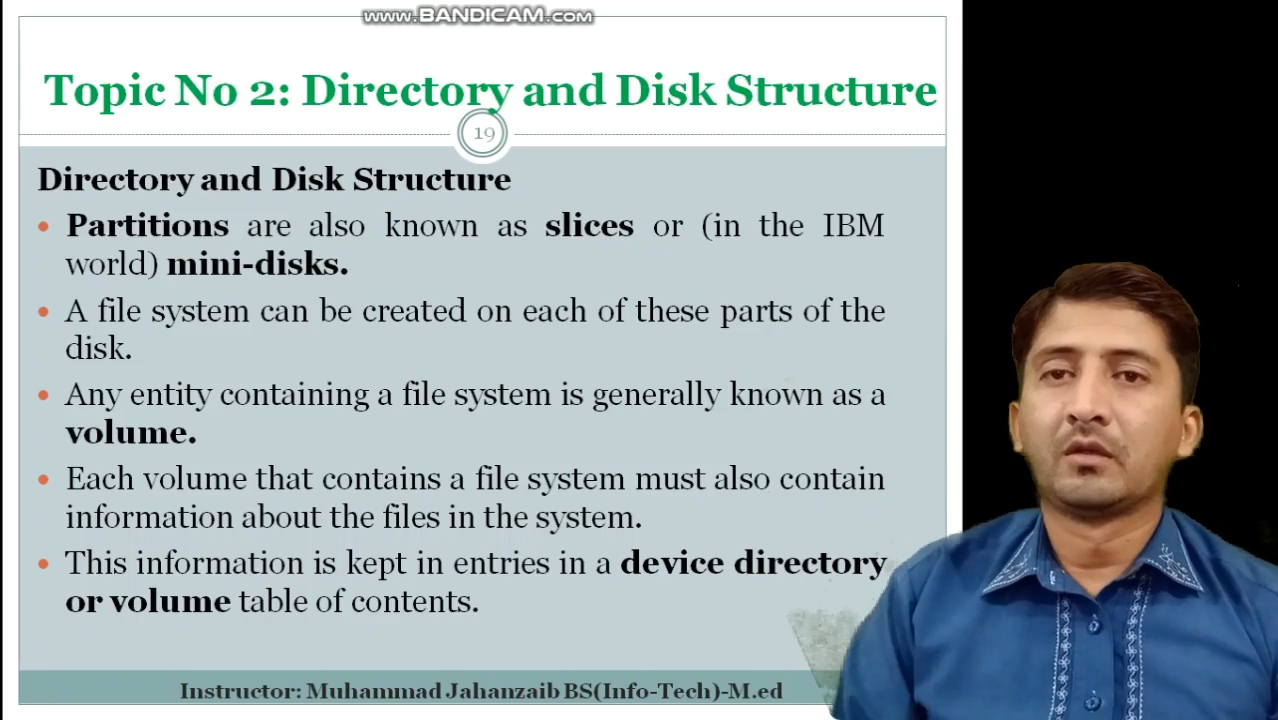 www.BANDICAM.com
Topic No 2: Directory and Disk Structure
19
Directory and Disk Structure
• Partitions are also known as slices or (in the IBM
world) mini-disks.
• A file system can be created on each of these parts of the
disk.
• Any entity containing a file system is generally known as a
volume.
• Each volume that contains a file system must also contain
information about the files in the system.
• This information is kept in entries in a device directory
or volume table of contents.
Instructor: Muhammad Jahanzaib BS(Info-Tech)-M.ed